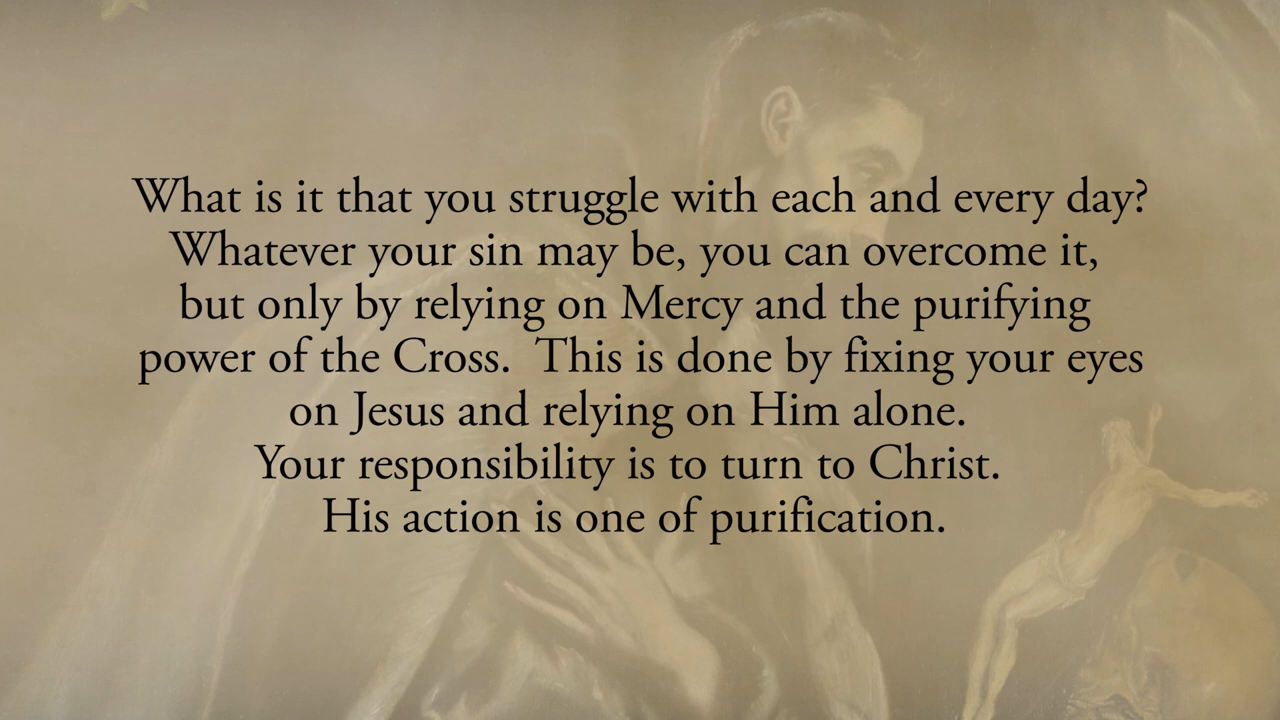 What is it that you struggle with each and every day?
Whatever your sin may be, you can overcome it,
but only by relying on Mercy and the purifying
power of the Cross.  This is done by fixing your eyes
on Jesus and relying on Him alone.
Your responsibility is to turn to Christ.
His action is one of purification.